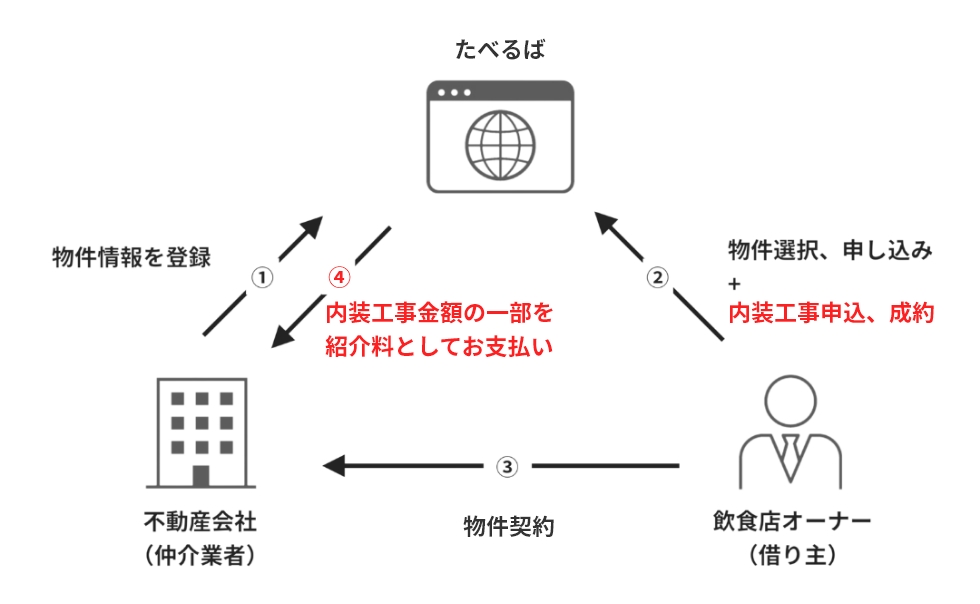 たべるば
物件情報を登録
①
④
内装工事金額の一部を
紹介料としてお支払い
②
物件選択、申し込み
+
内装工事申込、成約
③
物件契約
不動産会社
（仲介業者）
飲食店オーナー
（借り主）